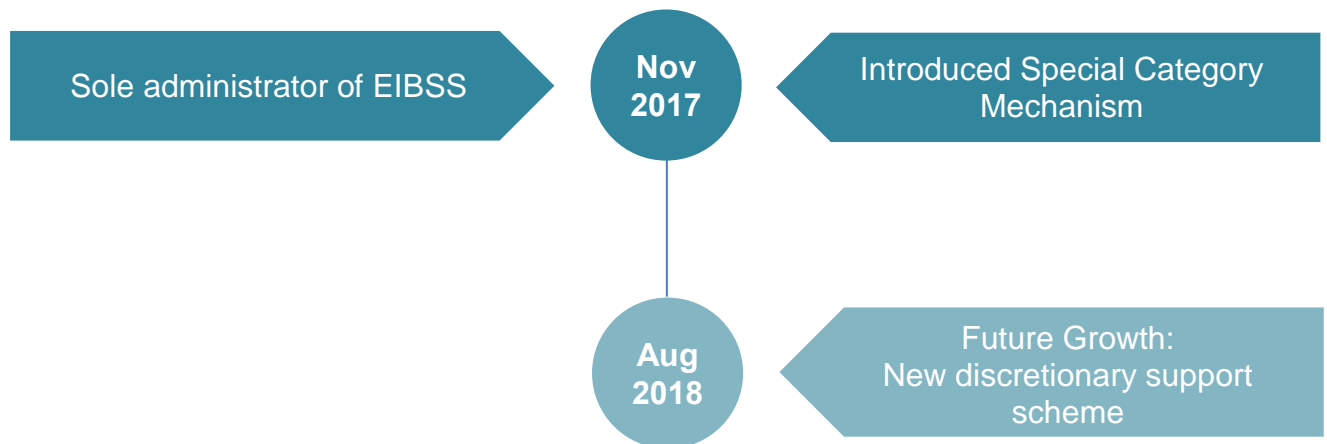 Sole administrator of EIBSS
Nov
2017
Introduced Special Category
Mechanism
Aug
2018
Future Growth:
New discretionary support
scheme